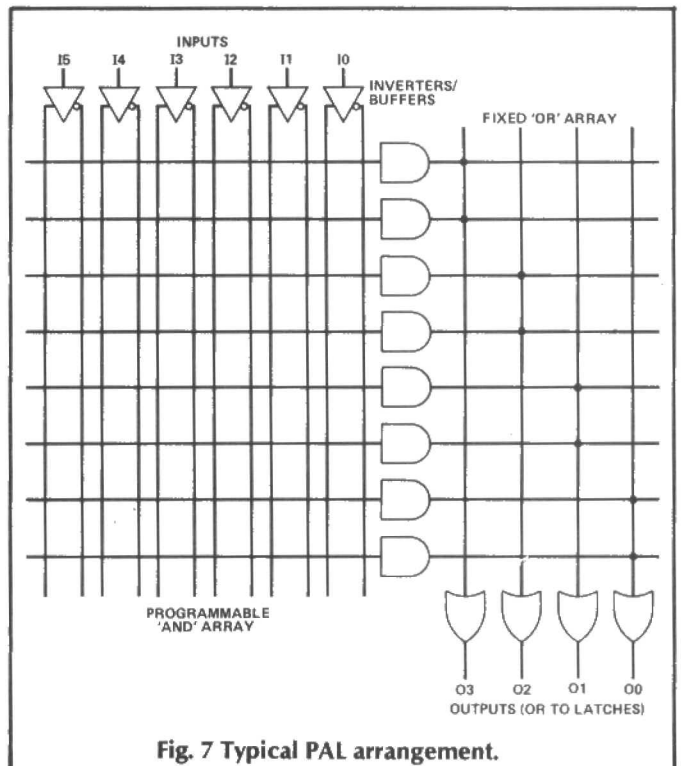 INPUTS
I5 I4 I3 I2 I1 I0
INVERTERS/
BUFFERS
FIXED 'OR' ARRAY
PROGRAMMABLE
'AND' ARRAY
O3 O2 O1 O0
OUTPUTS (OR TO LATCHES)
Fig. 7 Typical PAL arrangement.